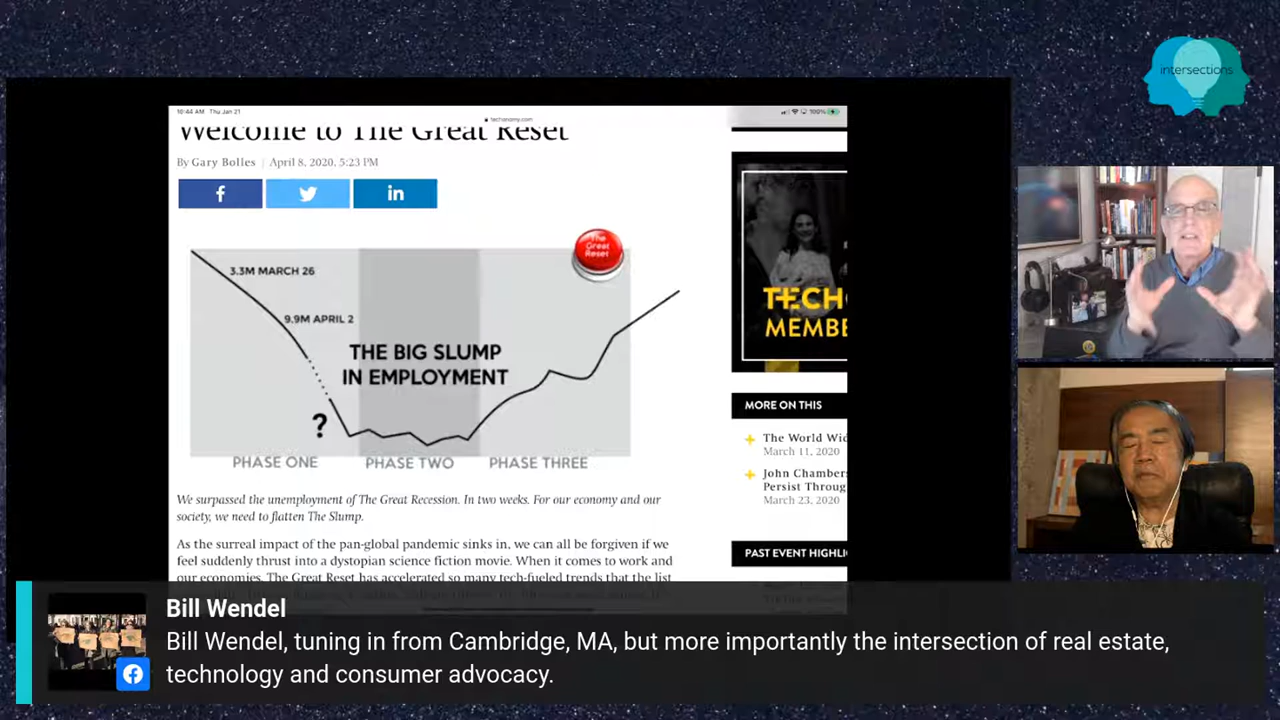 intersections
10:44 AM Thu Jan 21
techonomy.com
100%
Welcome to The Great Reset
By Gary Bolles | April 8, 2020, 5:23 PM
f
in
The
Great
Reset
3.3M MARCH 26
9.9M APRIL 2
THE BIG SLUMP
IN EMPLOYMENT
?
PHASE ONE
PHASE TWO
PHASE THREE
We surpassed the unemployment of The Great Recession. In two weeks. For our economy and our
society, we need to flatten The Slump.
As the surreal impact of the pan-global pandemic sinks in, we can all be forgiven if we
feel suddenly thrust into a dystopian science fiction movie. When it comes to work and
our economies, The Great Reset has accelerated so many tech-fueled trends that the list
TECH
MEMBE
MORE ON THIS
The World Wid
March 11, 2020
John Chambers
Persist Throug
March 23, 2020
PAST EVENT HIGHLI
Bill Wendel
Bill Wendel, tuning in from Cambridge, MA, but more importantly the intersection of real estate,
technology and consumer advocacy.